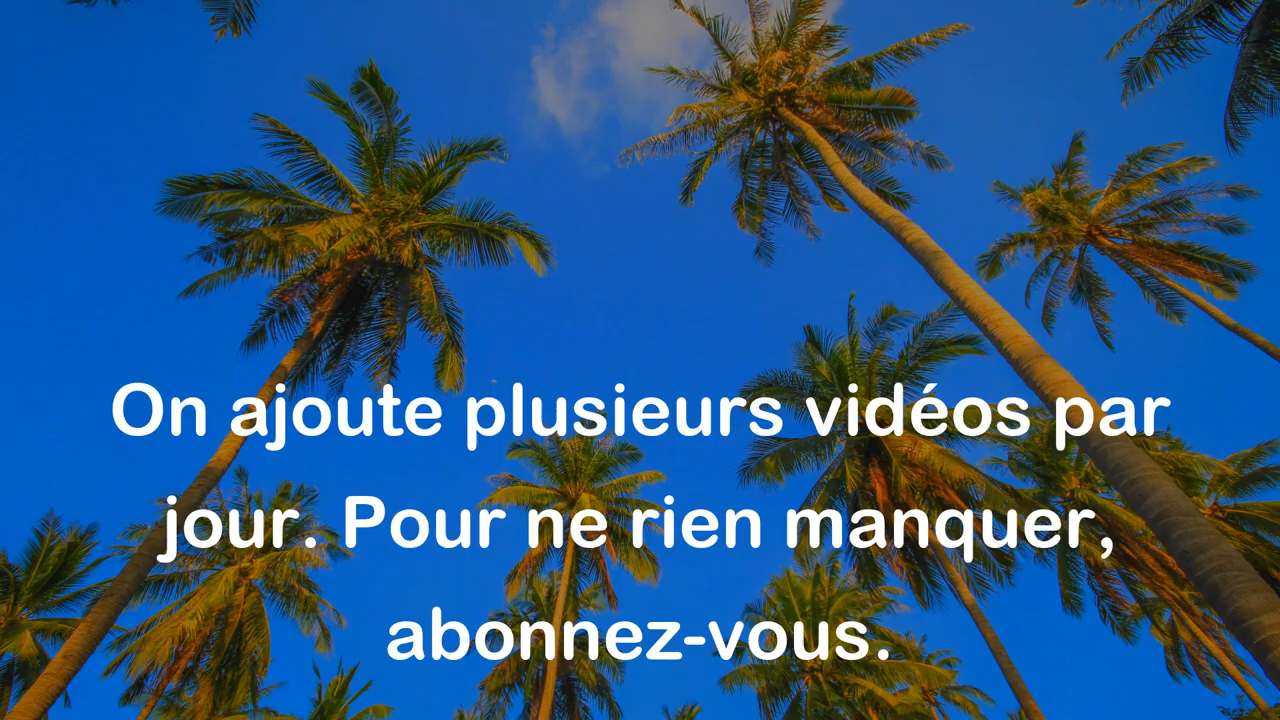 On ajoute plusieurs vidéos par
jour. Pour ne rien manquer,
abonnez-vous.